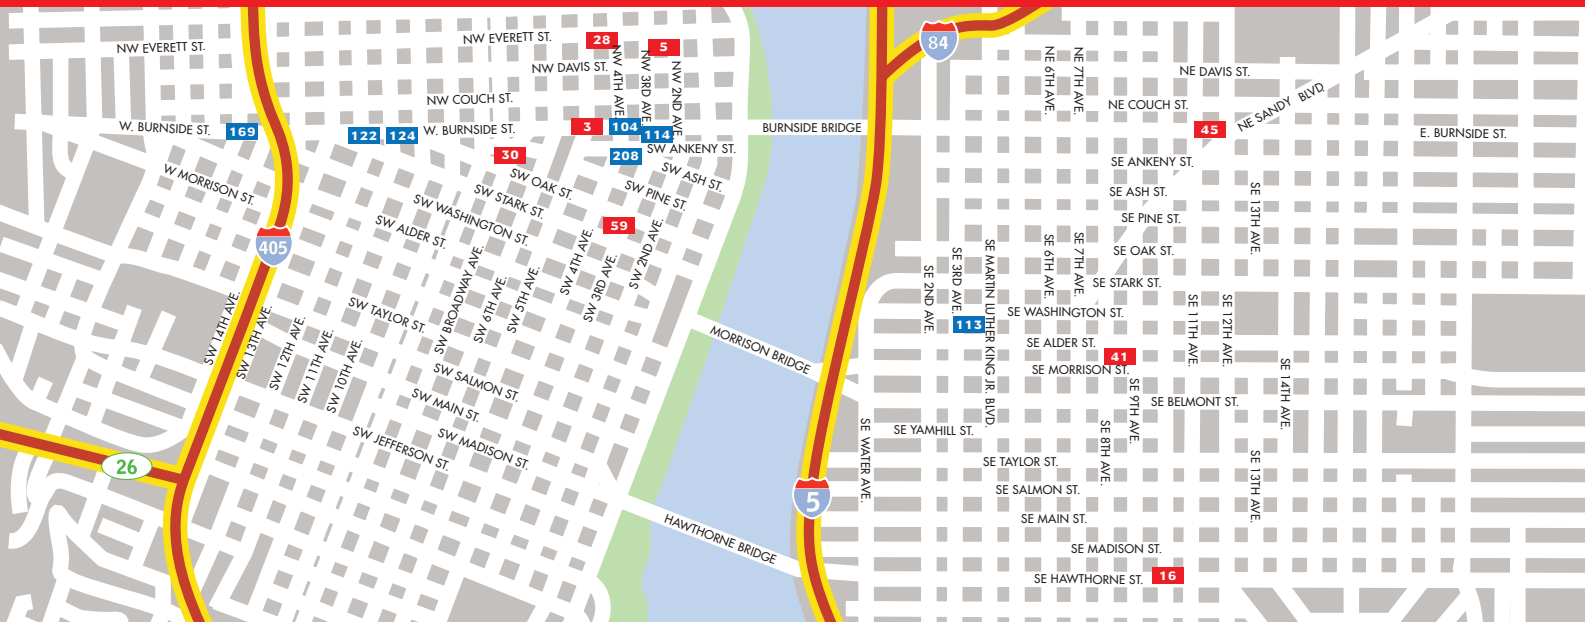 NW EVERETT ST.
NW EVERETT ST.
28
5
84
NW DAVIS ST.
NW 4TH AVE.
NW 3RD AVE.
NW 2ND AVE.
NE 6TH AVE.
NE 7TH AVE.
NE DAVIS ST.
NW COUCH ST.
NE COUCH ST.
NE SANDY BLVD.
W. BURNSIDE ST.
169
122
124
W. BURNSIDE ST.
3
104
114
BURNSIDE BRIDGE
45
E. BURNSIDE ST.
30
208
SW ANKENY ST.
SE ANKENY ST.
W MORRISON ST.
SW OAK ST.
SW ASH ST.
SW STARK ST.
SW PINE ST.
SE ASH ST.
SW WASHINGTON ST.
SW ALDER ST.
59
SE PINE ST.
SE 13TH AVE.
405
SW 4TH AVE.
SW 3RD AVE.
SW 2ND AVE.
SE OAK ST.
SE 2ND AVE.
SE 3RD AVE.
SE MARTIN LUTHER KING JR. BLVD.
SE 6TH AVE.
SE 7TH AVE.
SE STARK ST.
SW BROADWAY AVE.
SW 6TH AVE.
SW 5TH AVE.
SW 14TH AVE.
SW 13TH AVE.
SW 12TH AVE.
SW 11TH AVE.
SW 10TH AVE.
SW TAYLOR ST.
113
SE WASHINGTON ST.
SE 11TH AVE.
SE 12TH AVE.
MORRISON BRIDGE
SE ALDER ST.
41
SE MORRISON ST.
SE 14TH AVE.
SW SALMON ST.
SW MAIN ST.
SE 9TH AVE.
SE BELMONT ST.
SW JEFFERSON ST.
SW MADISON ST.
SE WATER AVE.
SE YAMHILL ST.
SE 8TH AVE.
26
SE TAYLOR ST.
SE 13TH AVE.
5
SE SALMON ST.
HAWTHORNE BRIDGE
SE MAIN ST.
SE MADISON ST.
SE HAWTHORNE ST.
16